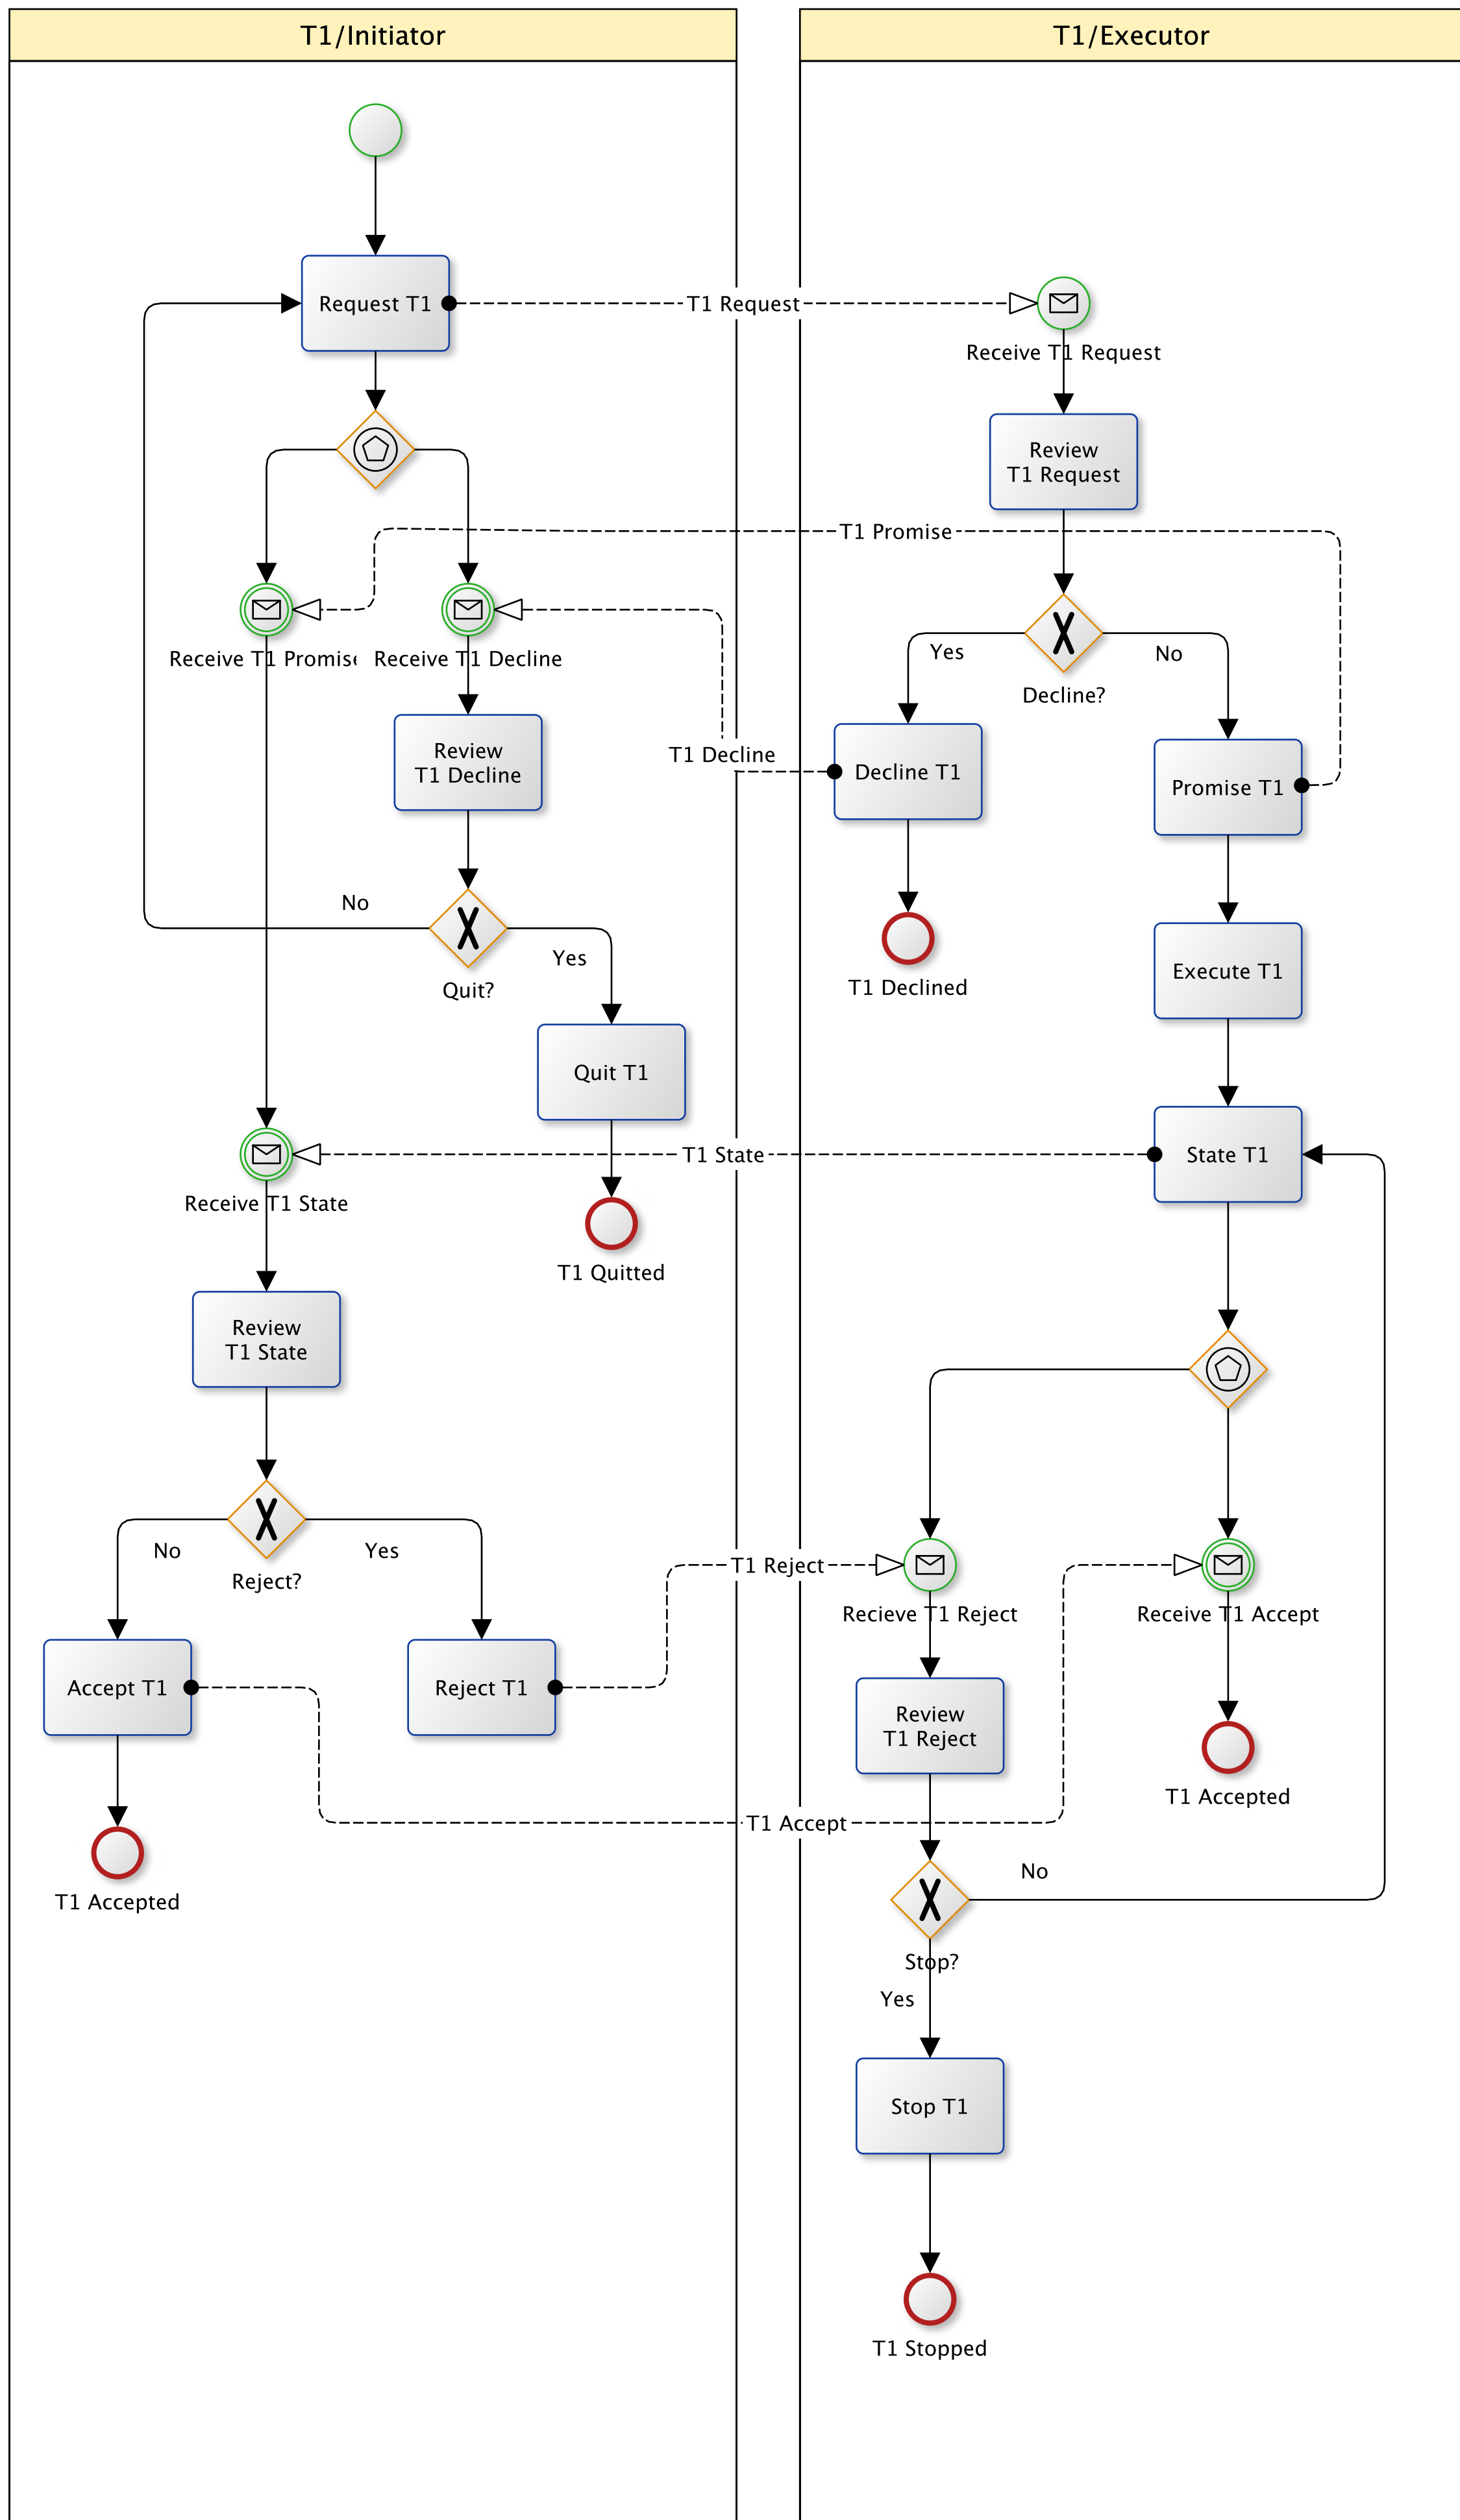 T1/Initiator
T1/Executor
Request T1
T1 Request
Receive T1 Request
Review
T1 Request
T1 Promise
Receive T1 Promise
Receive T1 Decline
Yes
No
Decline?
Review
T1 Decline
T1 Decline
Decline T1
Promise T1
No
Yes
Quit?
T1 Declined
Execute T1
Quit T1
T1 State
State T1
Receive T1 State
T1 Quitted
Review
T1 State
No
Yes
Reject?
T1 Reject
Recieve T1 Reject
Receive T1 Accept
Accept T1
Reject T1
Review
T1 Reject
T1 Accepted
T1 Accept
No
T1 Accepted
Stop?
Yes
Stop T1
T1 Stopped